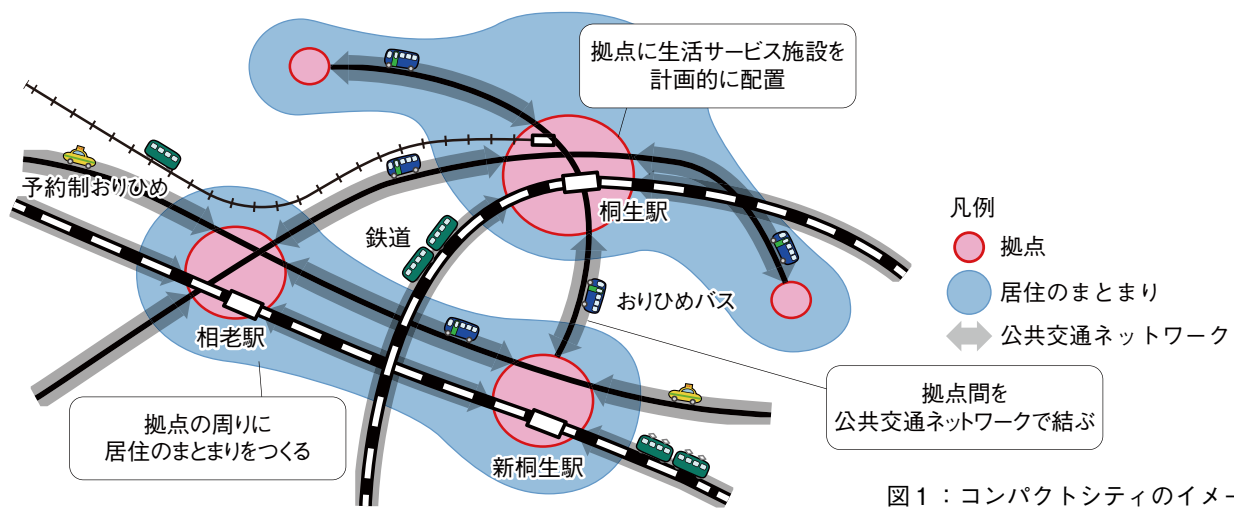 拠点に生活サービス施設を
計画的に配置
予約制おりひめ
桐生駅
鉄道
おりひめバス
相老駅
新桐生駅
拠点の周りに
居住のまとまりをつくる
拠点間を
公共交通ネットワークで結ぶ
凡例
拠点
居住のまとまり
公共交通ネットワーク
図1：コンパクトシティのイメー